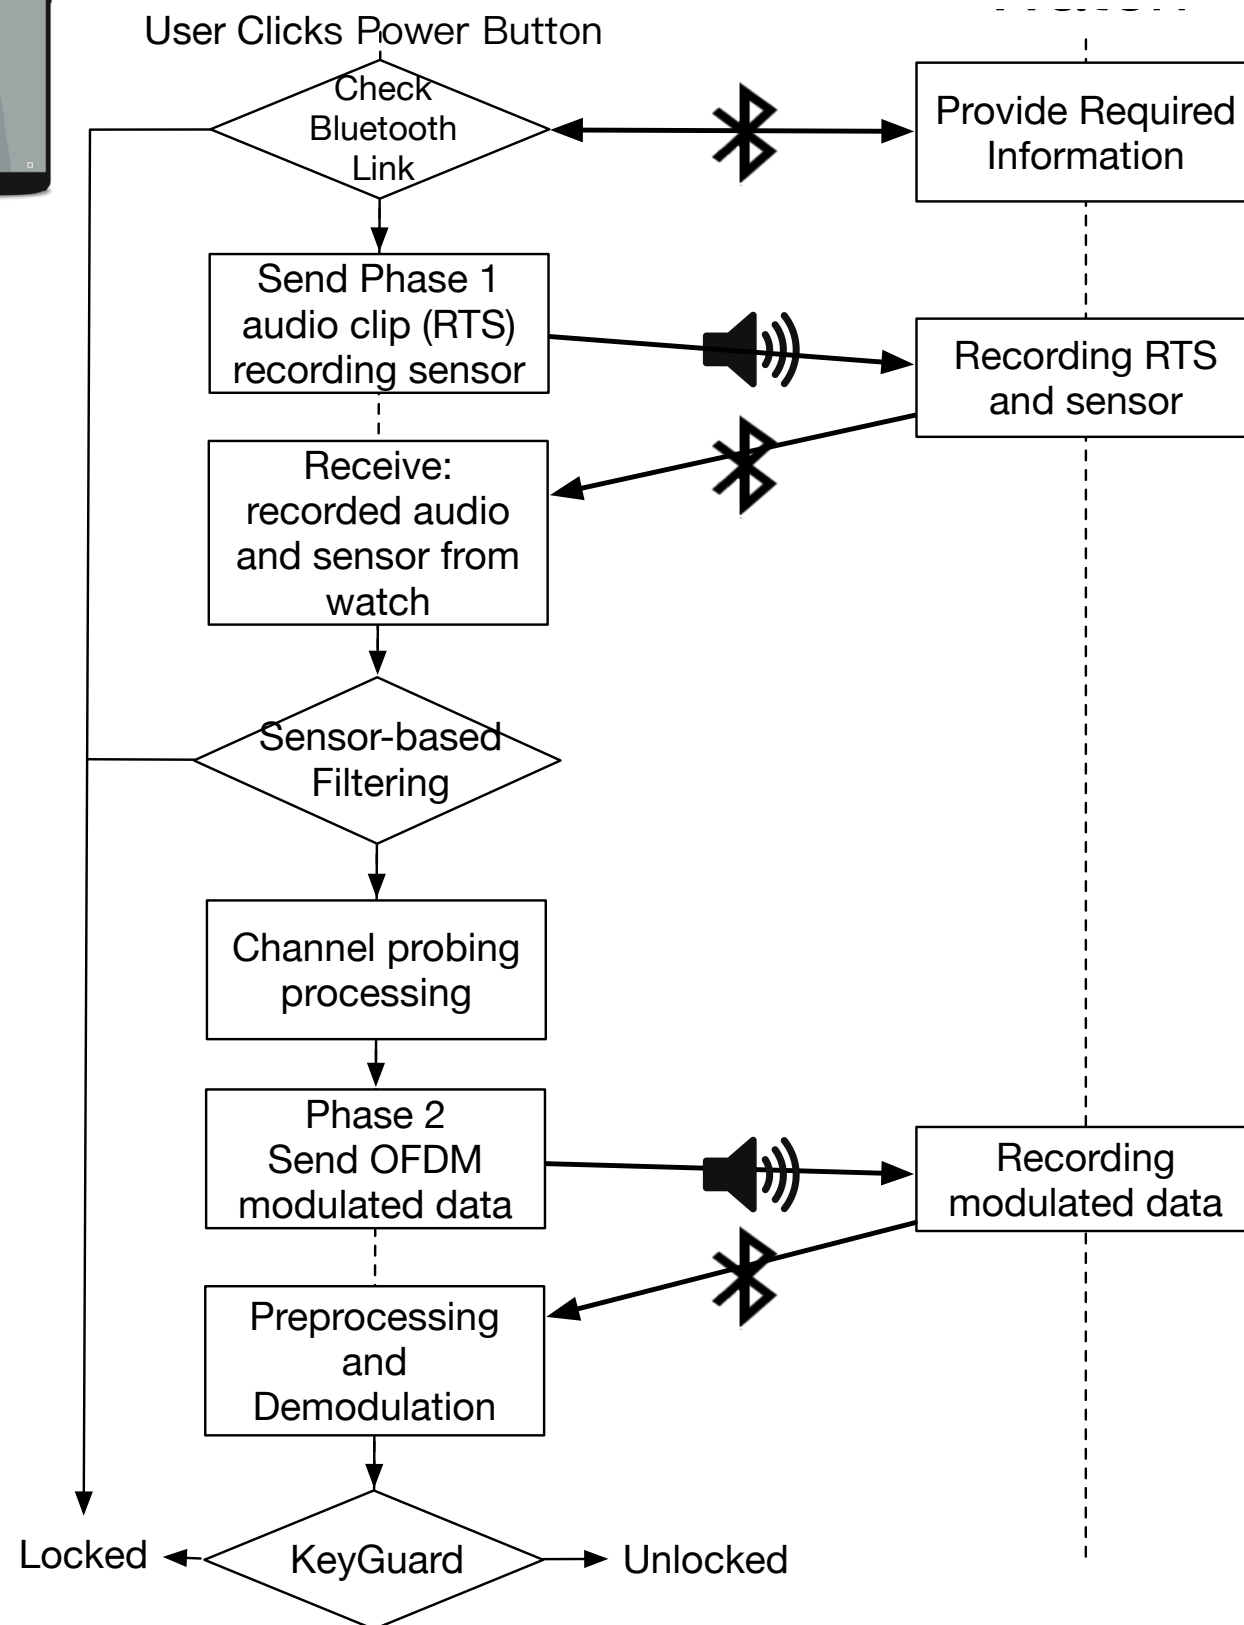 User Clicks Power Button
Check
Bluetooth
Link
Provide Required
Information
Send Phase 1
audio clip (RTS)
recording sensor
Recording RTS
and sensor
Receive:
recorded audio
and sensor from
watch
Sensor-based
Filtering
Channel probing
processing
Phase 2
Send OFDM
modulated data
Recording
modulated data
Preprocessing
and
Demodulation
Locked
KeyGuard
Unlocked